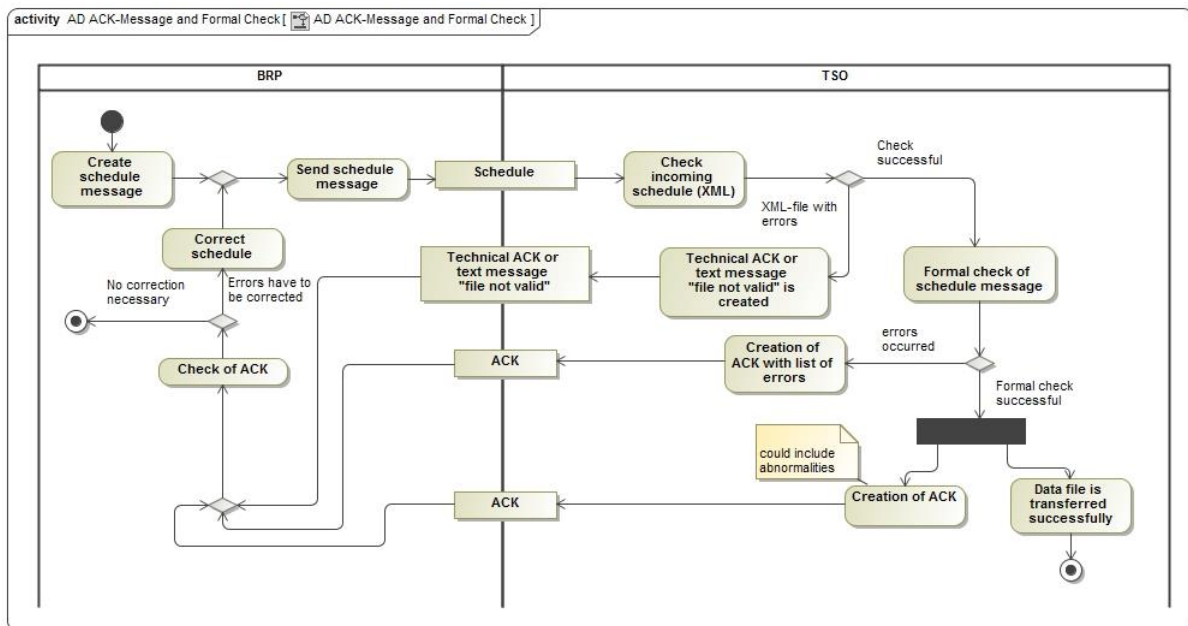 activity AD ACK-Message and Formal Check [ AD ACK-Message and Formal Check ]
BRP
TSO
Create
schedule
message
Send schedule
message
Schedule
Check
incoming
schedule (XML)
Check
successful
XML-file with
errors
Correct
schedule
Technical ACK or
text message
"file not valid"
Technical ACK or
text message
"file not valid" is
created
Formal check of
schedule message
No correction
necessary
Errors have to
be corrected
errors
occurred
Check of ACK
ACK
Creation of
ACK with list of
errors
Formal check
successful
could include
abnormalities
ACK
Creation of ACK
Data file is
transferred
successfully